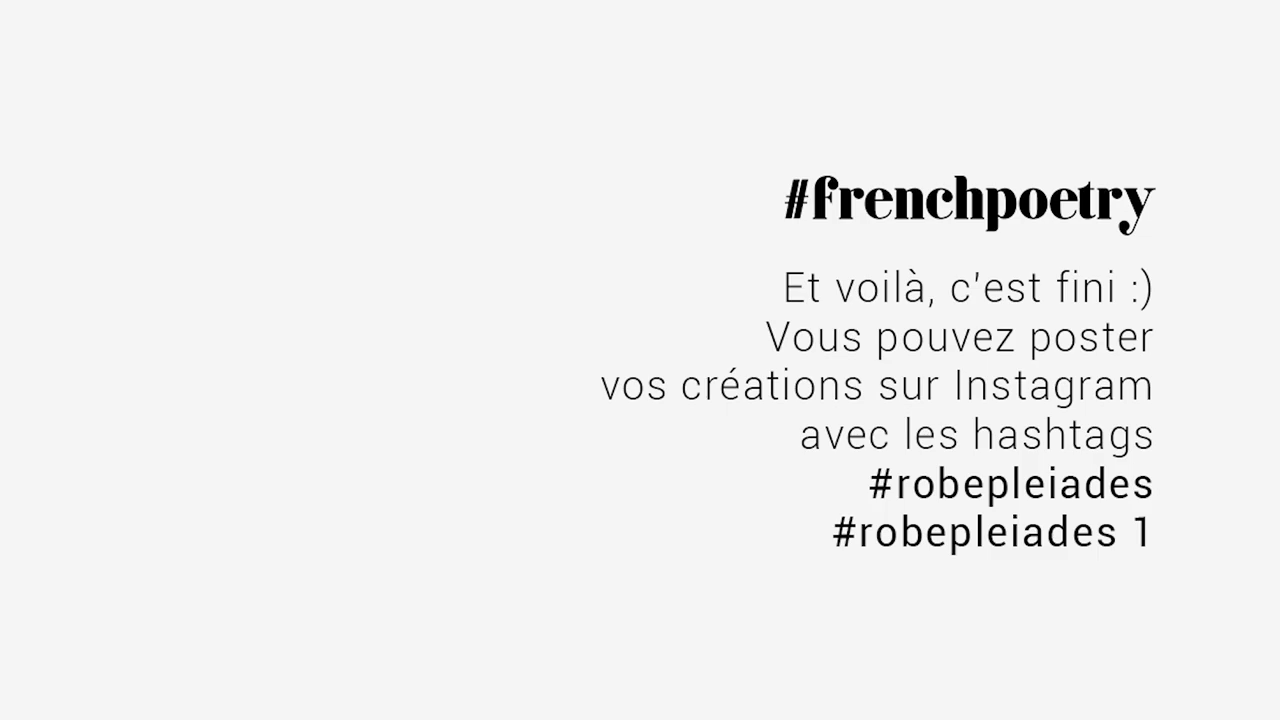 #frenchpoetry
Et voilà, c'est fini :)
Vous pouvez poster
vos créations sur Instagram
avec les hashtags
#robepleiades
#robepleiades 1